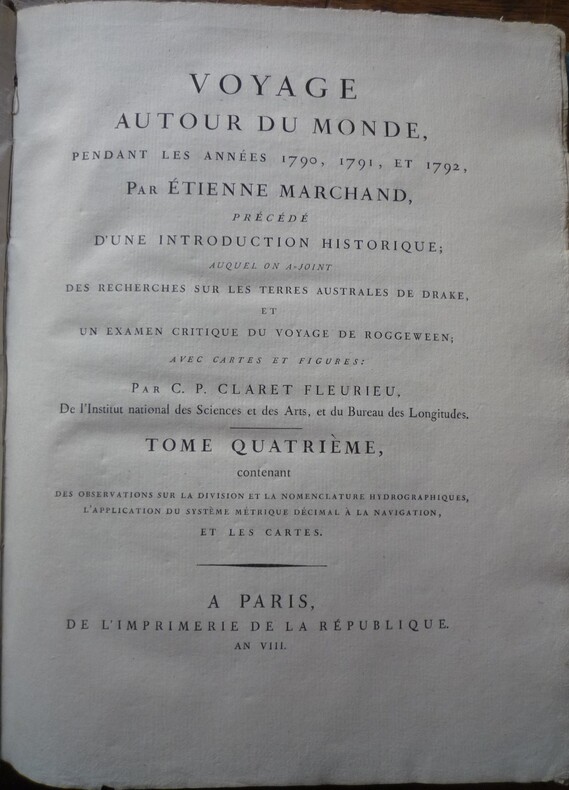 VOYAGE
AUTOUR DU MONDE,
PENDANT LES ANNÉES 1790, 1791, ET 1792,
PAR ÉTIENNE MARCHAND,
PRÉCÉDÉ
D'UNE INTRODUCTION HISTORIQUE;
AUQUEL ON A-JOINT
DES RECHERCHES SUR LES TERRES AUSTRALES DE DRAKE,
ET
UN EXAMEN CRITIQUE DU VOYAGE DE ROGGEWEEN;
AVEC CARTES ET FIGURES:
PAR C. P. CLARET FLEURIEU,
De l'Institut national des Sciences et des Arts, et du Bureau des Longitudes.
TOME QUATRIÈME,
contenant
DES OBSERVATIONS SUR LA DIVISION ET LA NOMENCLATURE HYDROGRAPHIQUES,
L'APPLICATION DU SYSTÈME MÉTRIQUE DÉCIMAL À LA NAVIGATION,
ET LES CARTES.
A PARIS,
DE L'IMPRIMERIE DE LA RÉPUBLIQUE.
AN VIII.